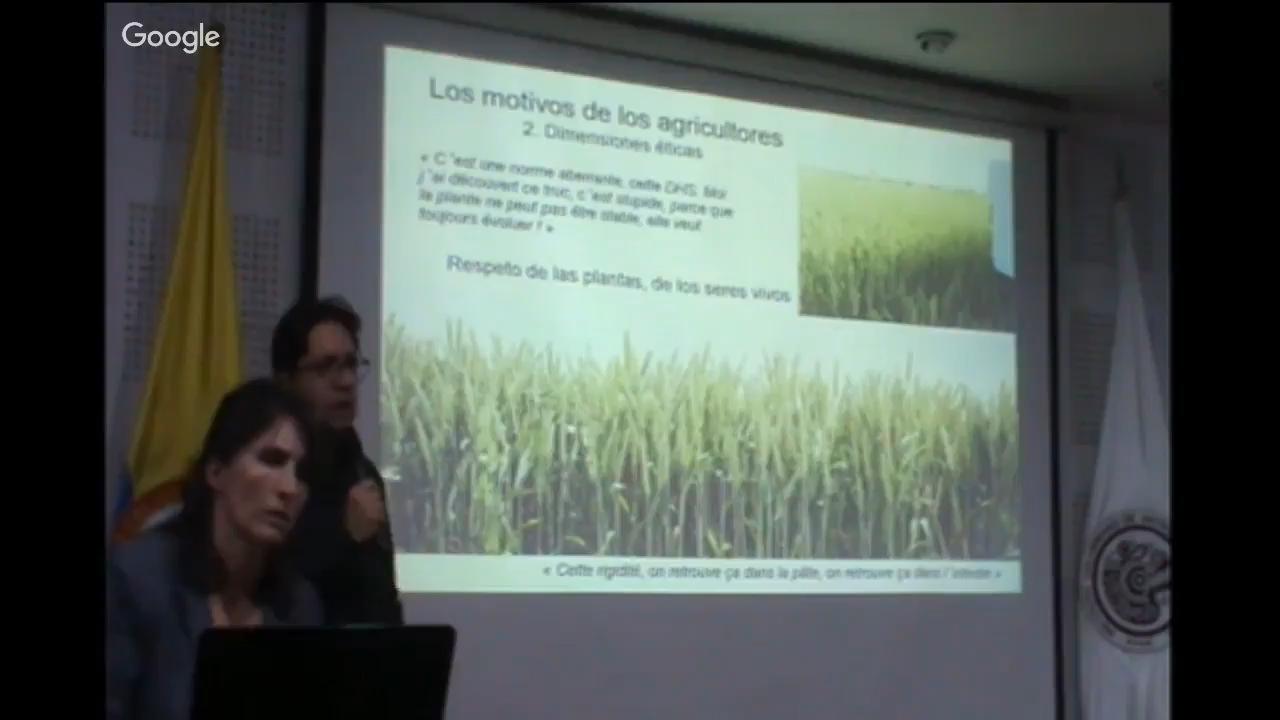 Google
Los motivos de los agricultores
2. Dimensiones éticas
« C'est une norme aberrante, cette DHS. Moi
j'ai découvert ce truc, c'est stupide, parce que
la plante ne peut pas être stable, elle veut
toujours évoluer ! »
Respeto de las plantas, de los seres vivos
« Cette rigidité, on retrouve ça dans la pâte, on retrouve ça dans l'intestin »